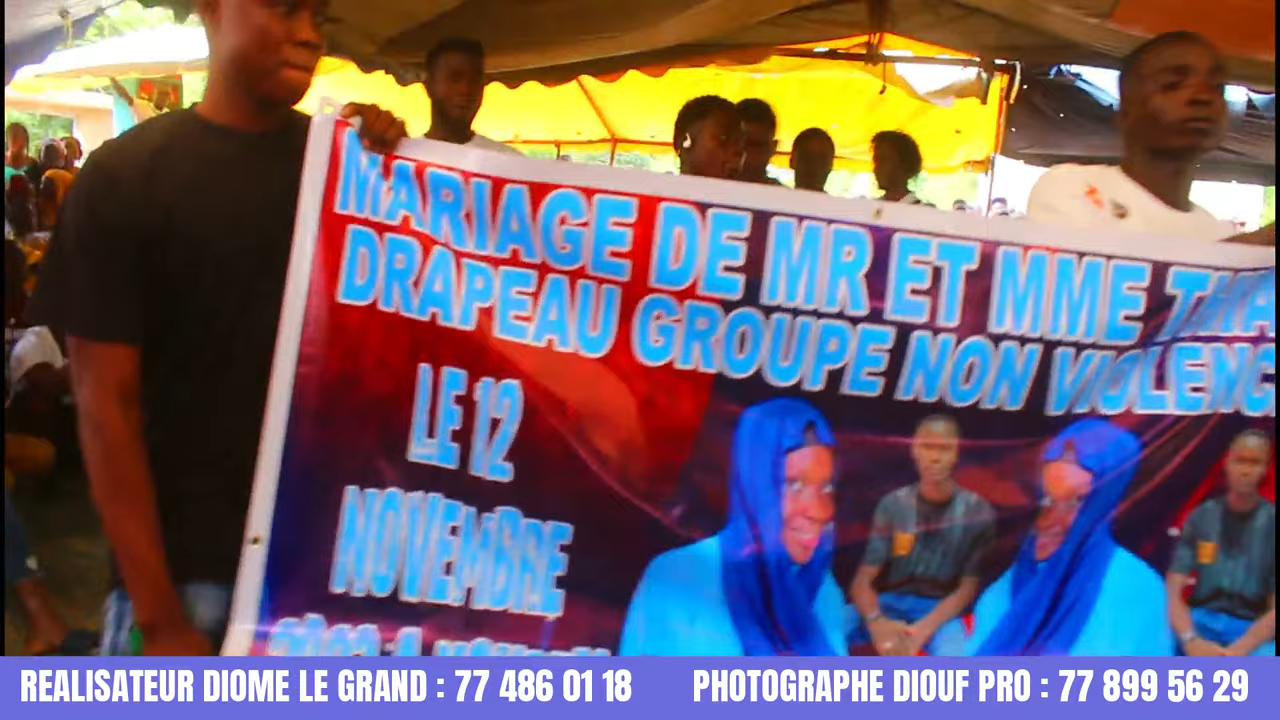 MARIAGE DE MR ET MME
DRAPEAU GROUPE NON VIOLENC
LE 12
NOVEMBRE
REALISATEUR DIOME LE GRAND : 77 486 01 18
PHOTOGRAPHE DIOUF PRO : 77 899 56 29